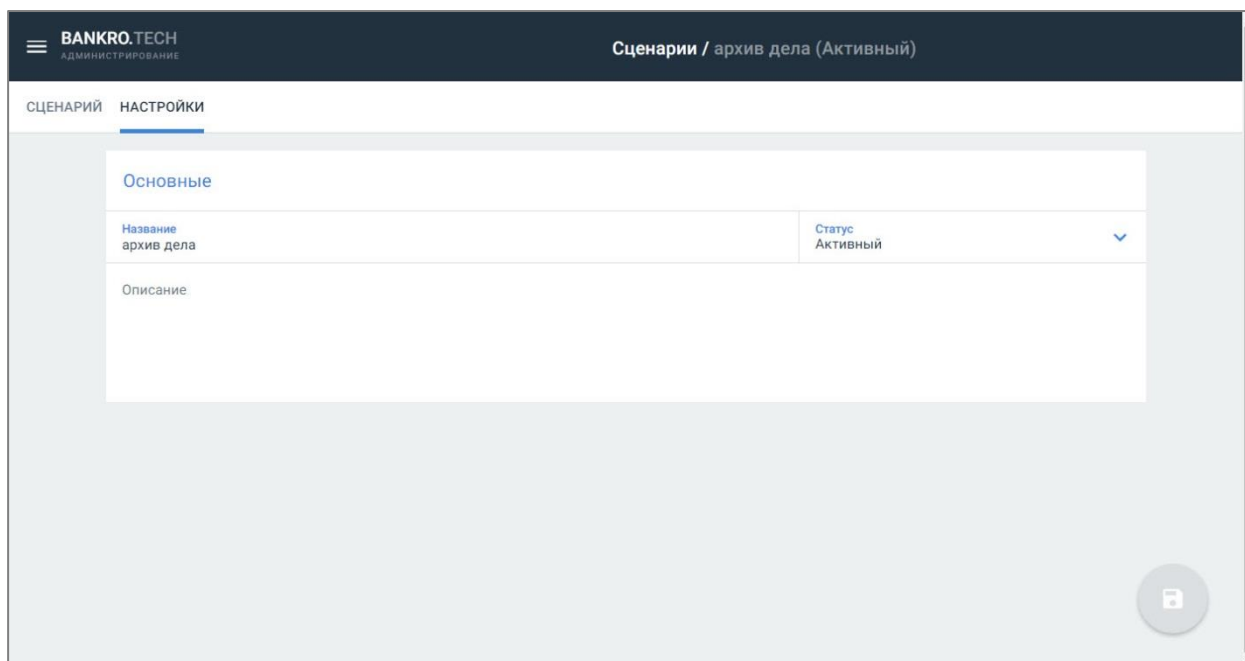 BANKRO.TECH
АДМИНИСТРИРОВАНИЕ
Сценарии / архив дела (Активный)
СЦЕНАРИЙ НАСТРОЙКИ
Основные
Название
архив дела
Статус
Активный
Описание